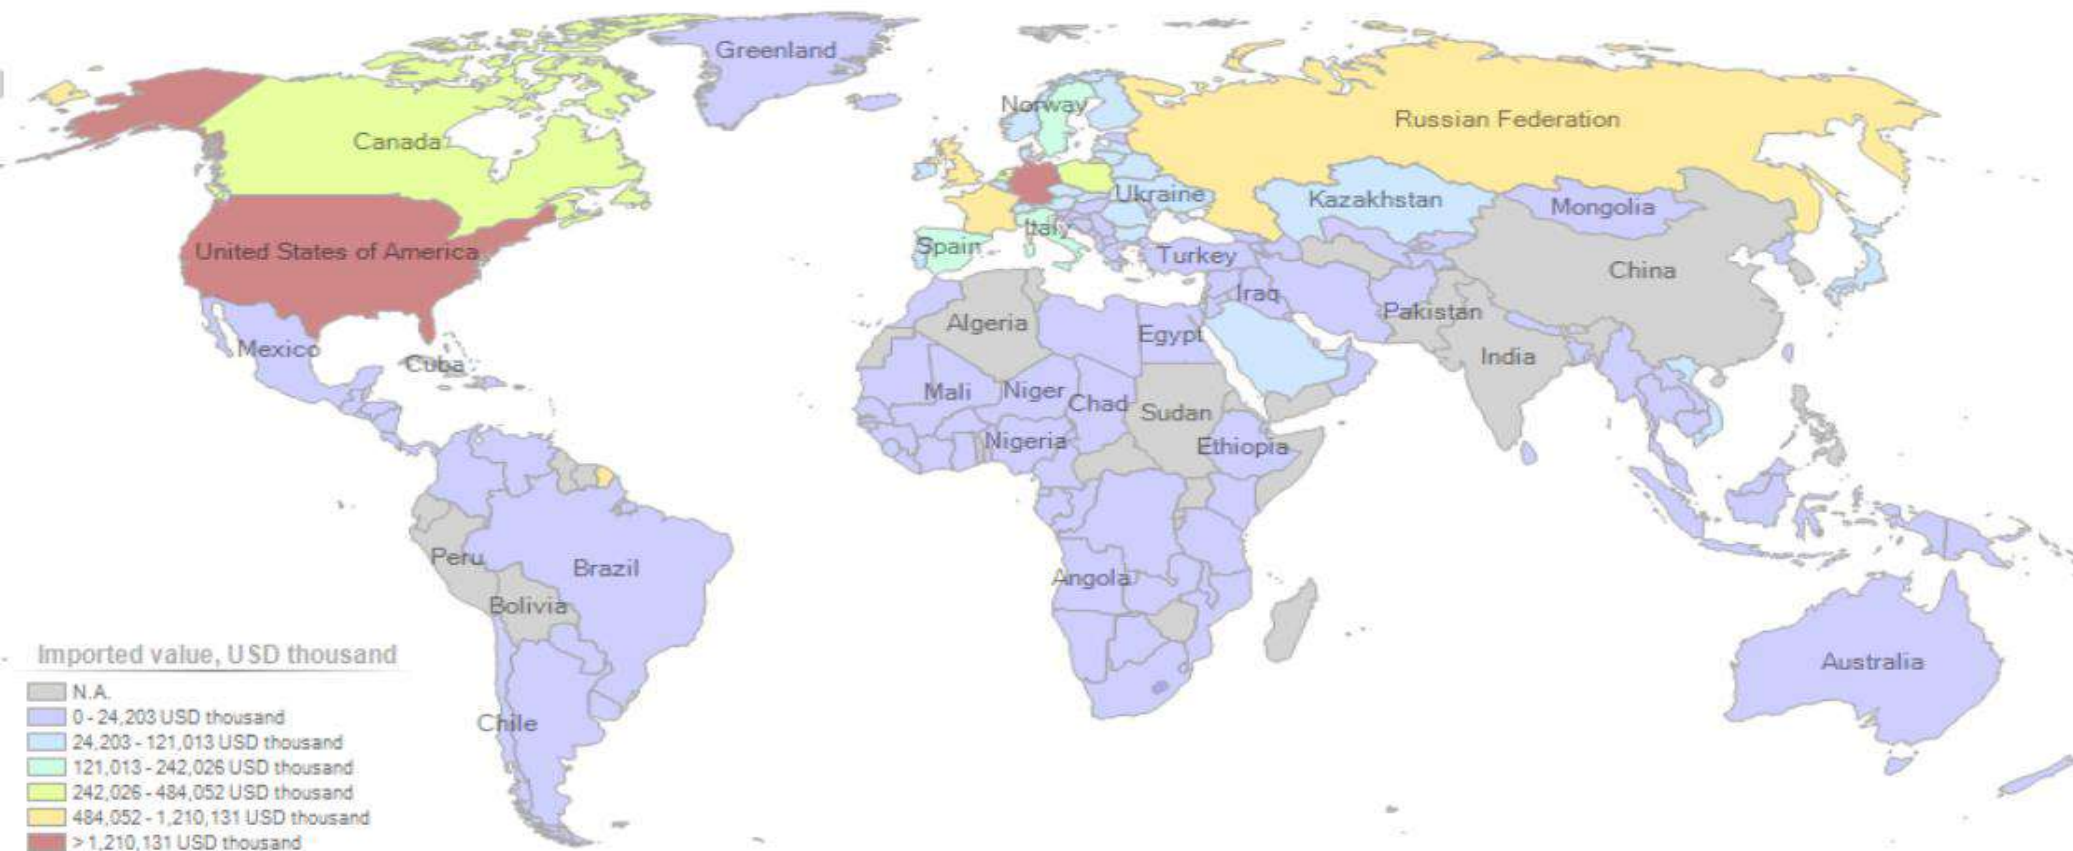 Greenland
Norway
Russian Federation
Canada
Ukraine
Kazakhstan
Mongolia
Italy
Spain
United States of America
Turkey
China
Iraq
Pakistan
Algeria
Egypt
Mexico
India
Cuba
Mali
Niger
Chad
Sudan
Nigeria
Ethiopia
Peru
Brazil
Angola
Bolivia
Australia
Chile
Imported value, USD thousand
N.A.
0 - 24,203 USD thousand
24,203 - 121,013 USD thousand
121,013 - 242,026 USD thousand
242,026 - 484,052 USD thousand
484,052 - 1,210,131 USD thousand
> 1,210,131 USD thousand